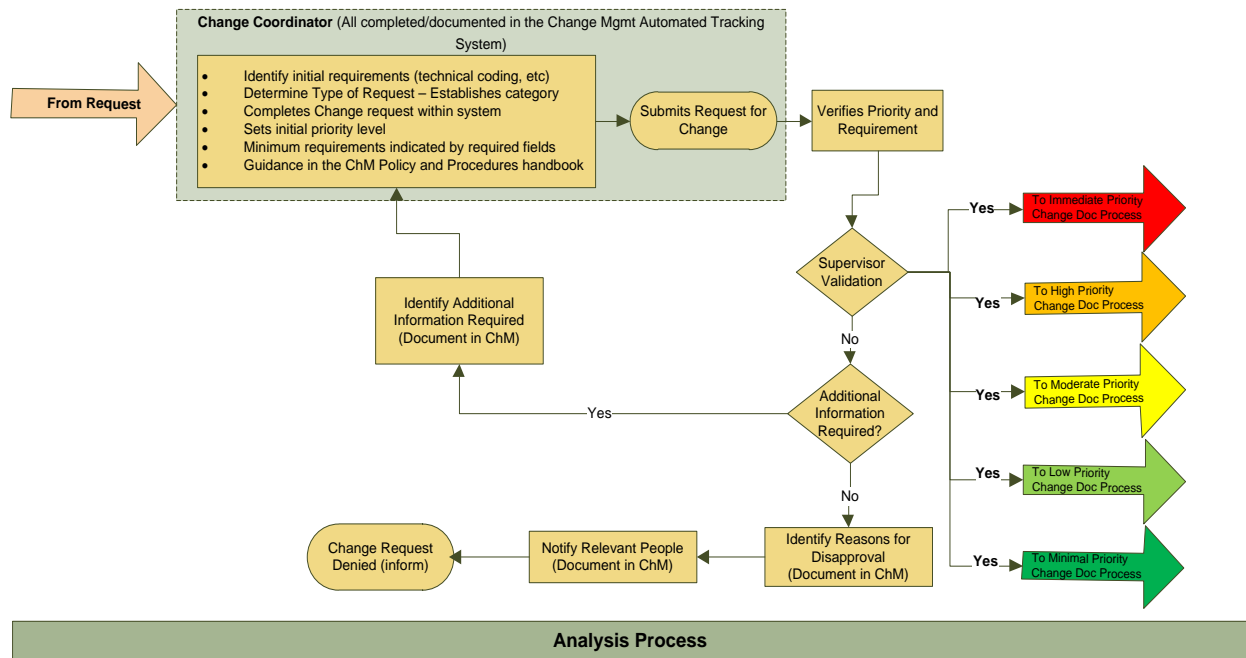 Change Coordinator (All completed/documented in the Change Mgmt Automated Tracking
System)
From Request
• Identify initial requirements (technical coding, etc)
• Determine Type of Request – Establishes category
• Completes Change request within system
• Sets initial priority level
• Minimum requirements indicated by required fields
• Guidance in the ChM Policy and Procedures handbook
Submits Request for
Change
Verifies Priority and
Requirement
Supervisor
Validation
Yes
To Immediate Priority
Change Doc Process
Yes
To High Priority
Change Doc Process
Yes
To Moderate Priority
Change Doc Process
Yes
To Low Priority
Change Doc Process
Yes
To Minimal Priority
Change Doc Process
No
Additional
Information
Required?
Yes
Identify Additional
Information Required
(Document in ChM)
No
Identify Reasons for
Disapproval
(Document in ChM)
Notify Relevant People
(Document in ChM)
Change Request
Denied (inform)
Analysis Process